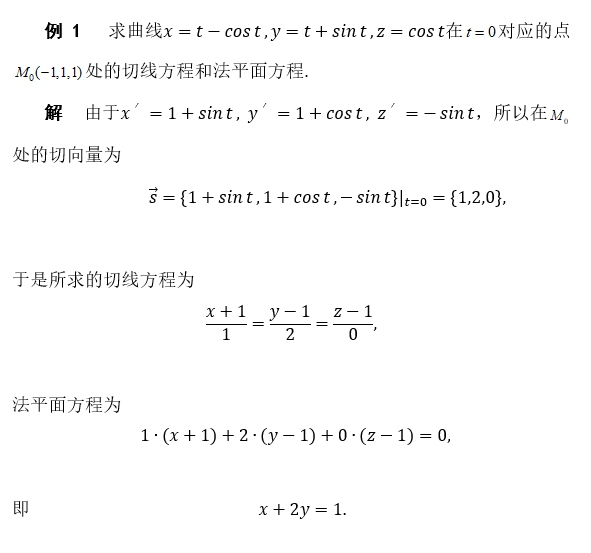 例 1 求曲线x = t − cos t, y = t + sin t, z = cos t在 t = 0 对应的点
M₀(−1,1,1) 处的切线方程和法平面方程.
解 由于x′ = 1 + sin t, y′ = 1 + cos t, z′ = − sin t，所以在 M₀
处的切向量为
s⃗ = {1 + sin t, 1 + cos t, − sin t}|ₜ₌₀ = {1,2,0},
于是所求的切线方程为
(x + 1)/1 = (y − 1)/2 = (z − 1)/0,
法平面方程为
1 · (x + 1) + 2 · (y − 1) + 0 · (z − 1) = 0,
即 x + 2y = 1.